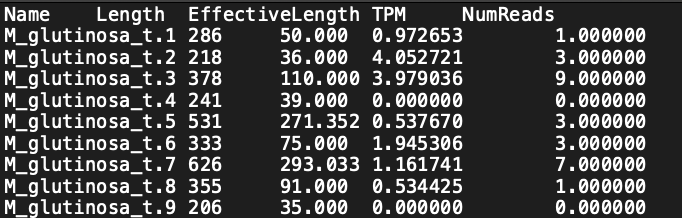 Name Length EffectiveLength TPM NumReads
M_glutinosa_t.1 286 50.000 0.972653 1.000000
M_glutinosa_t.2 218 36.000 4.052721 3.000000
M_glutinosa_t.3 378 110.000 3.979036 9.000000
M_glutinosa_t.4 241 39.000 0.000000 0.000000
M_glutinosa_t.5 531 271.352 0.537670 3.000000
M_glutinosa_t.6 333 75.000 1.945306 3.000000
M_glutinosa_t.7 626 293.033 1.161741 7.000000
M_glutinosa_t.8 355 91.000 0.534425 1.000000
M_glutinosa_t.9 206 35.000 0.000000 0.000000